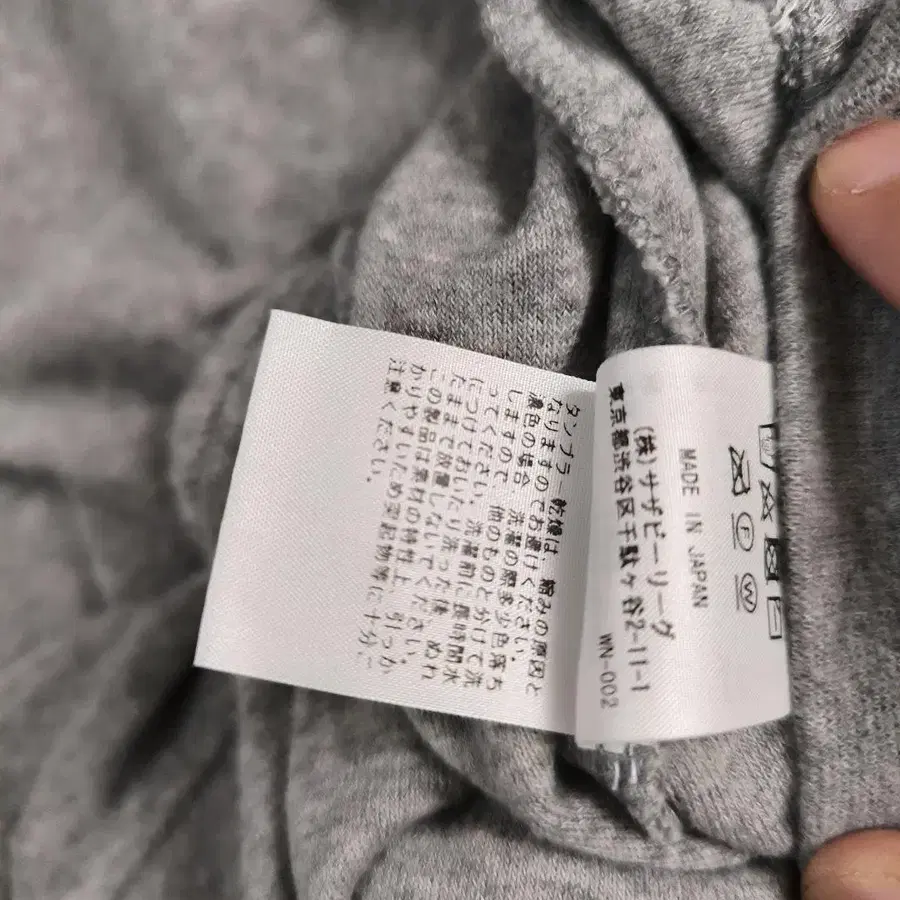 F
W
MADE IN JAPAN
(株)サザビーリーグ
東京都渋谷区千駄ヶ谷2-11-1
WN-002
タンブラー乾燥は、縮みの原因と
なりますのでお避けください。
濃色の場合、洗濯の際多少色落ち
しますので、他のものと分けて洗
ってください。洗濯前に長時間水
につけておいたり洗った後、ぬれ
たままで放置しないでください。
この製品は素材の特性上、引っか
かりやすいため突起物等に十分ご
注意ください。